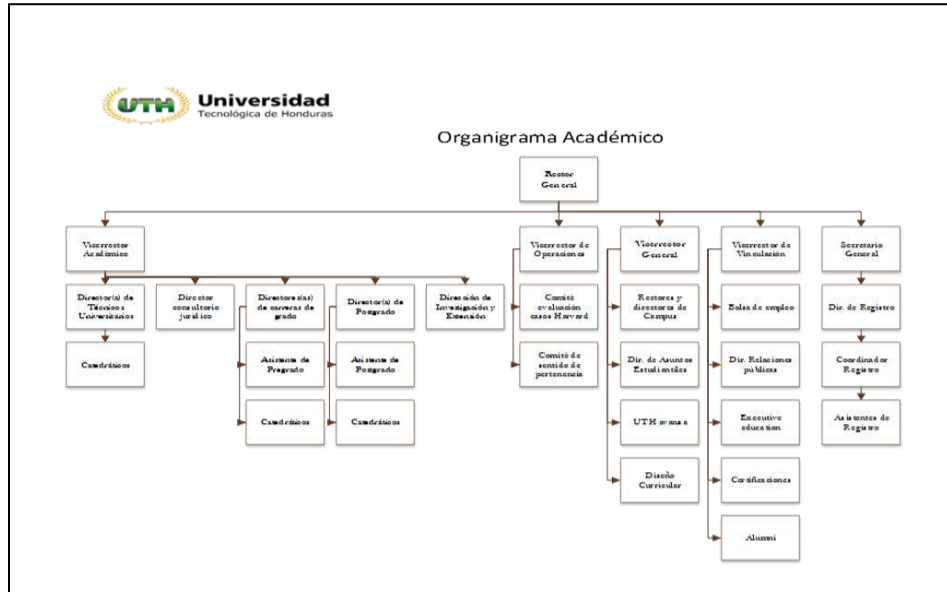 UTH
Universidad
Tecnológica de Honduras
Organigrama Académico
Rector
General
Vicerrector
Académico
Vicerrector de
Operaciones
Vicerrector
General
Vicerrector de
Vinculación
Secretario
General
Director(a) de
Técnicos
Universitarios
Director
consultorio
jurídico
Directores(as)
de carreras de
grado
Director(a) de
Postgrado
Dirección de
Investigación y
Extensión
Comité
evaluación
casos Harvard
Rectores y
directores de
Campus
Bolsa de empleo
Dir. de Registro
Catedráticos
Asistente de
Pregrado
Asistente de
Postgrado
Comité de
sentido de
pertenencia
Dir. de Asuntos
Estudiantiles
Dir. Relaciones
públicas
Coordinador
Registro
Catedráticos
Catedráticos
UTH avanza
Executive
education
Asistentes de
Registro
Diseño
Curricular
Certificaciones
Alumni